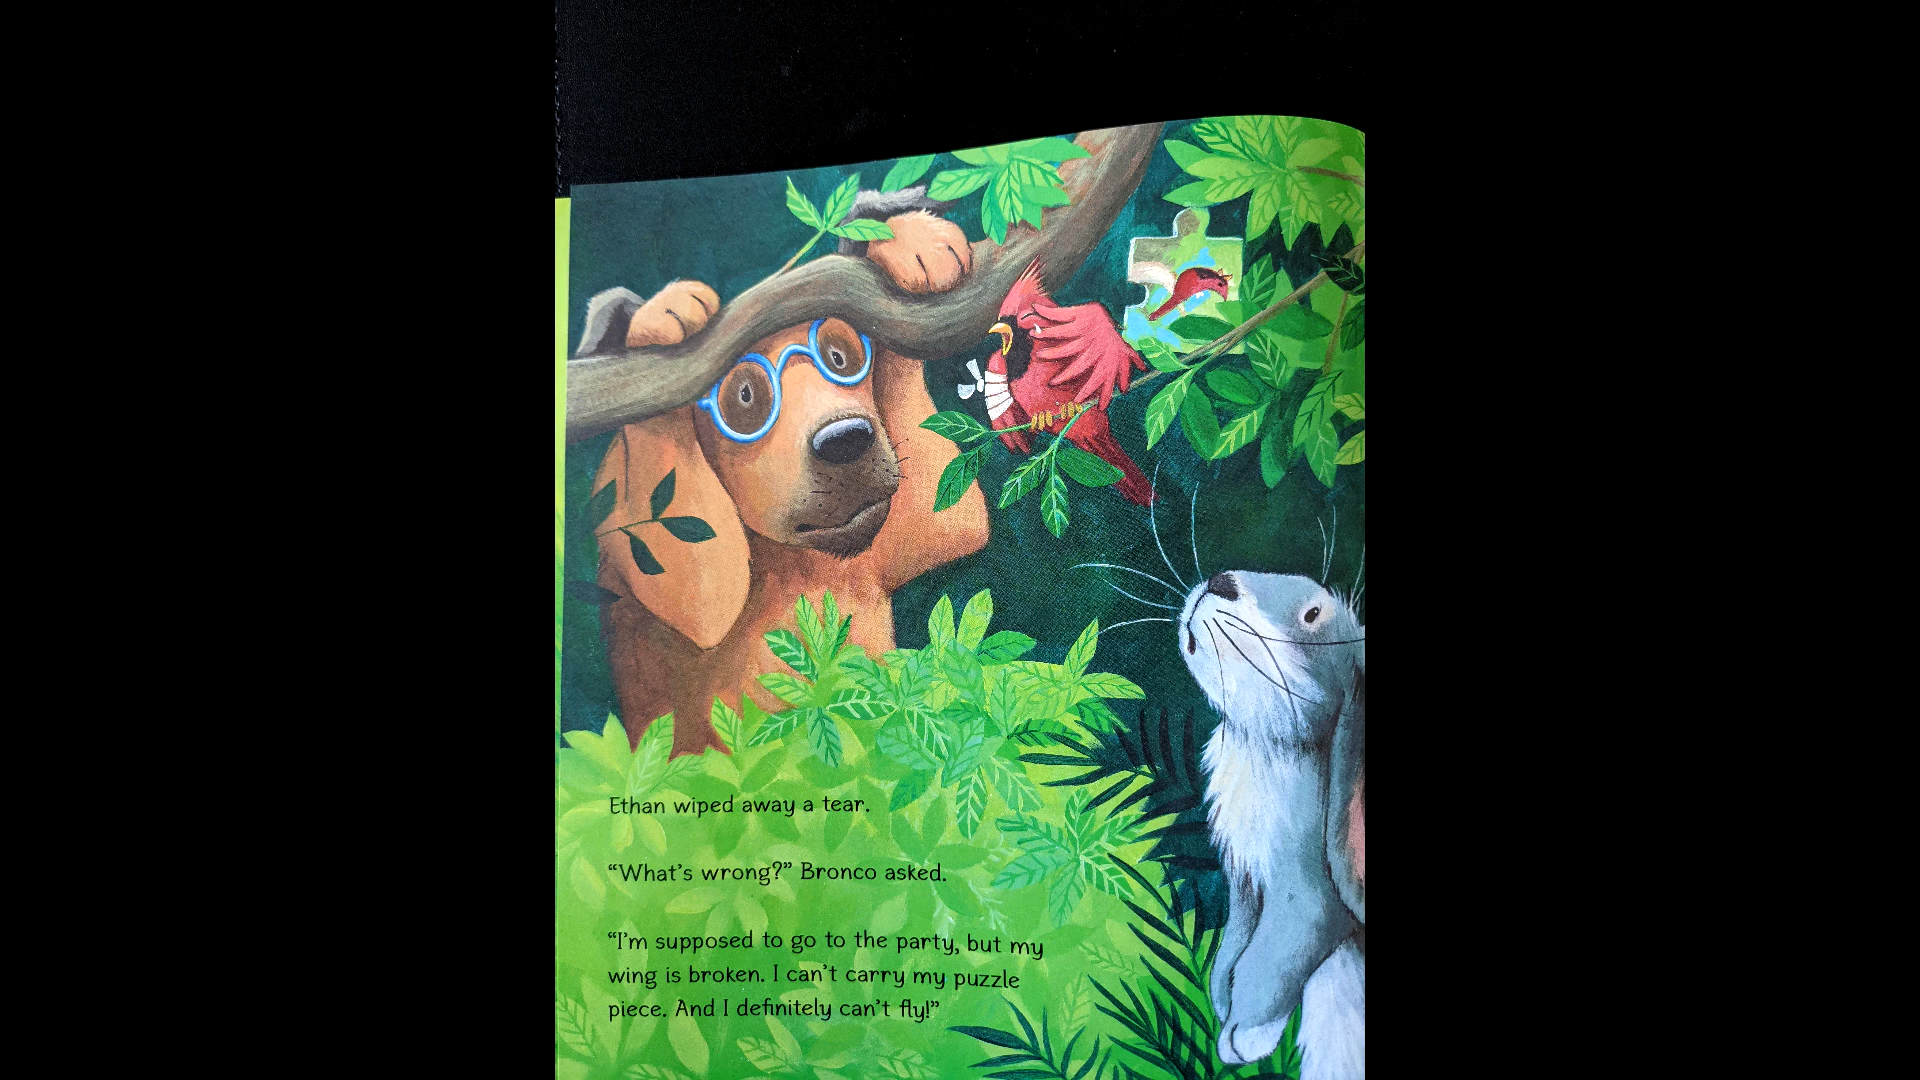 Ethan wiped away a tear.
“What’s wrong?” Bronco asked.
“I’m supposed to go to the party, but my
wing is broken. I can’t carry my puzzle
piece. And I definitely can’t fly!”